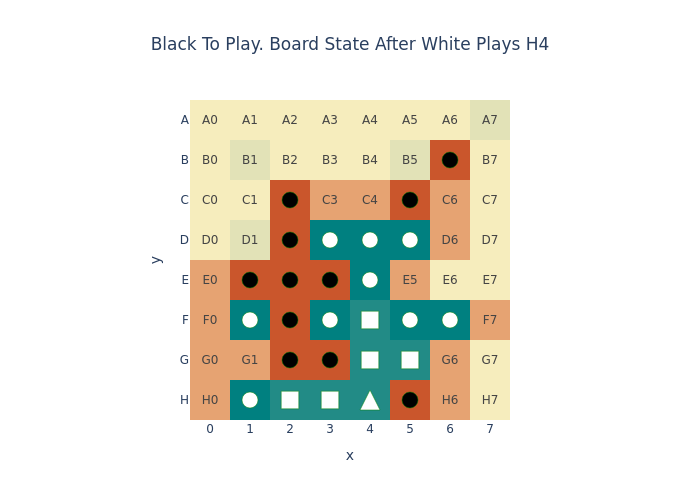 Black To Play. Board State After White Plays H4
A A0 A1 A2 A3 A4 A5 A6 A7
B B0 B1 B2 B3 B4 B5 B7
C C0 C1 C3 C4 C6 C7
D D0 D1 D6 D7
y
E E0 E5 E6 E7
F F0 F7
G G0 G1 G6 G7
H H0 H6 H7
0 1 2 3 4 5 6 7
x